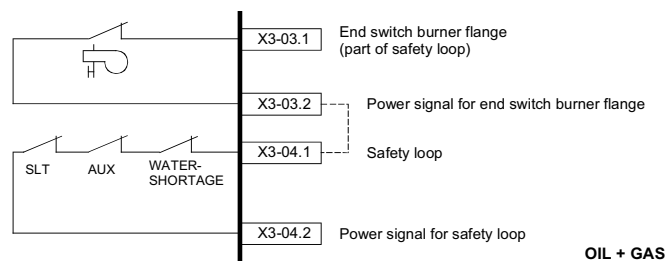 X3-03.1
End switch burner flange
(part of safety loop)
X3-03.2
Power signal for end switch burner flange
X3-04.1
Safety loop
SLT
AUX
WATER-
SHORTAGE
X3-04.2
Power signal for safety loop
OIL + GAS